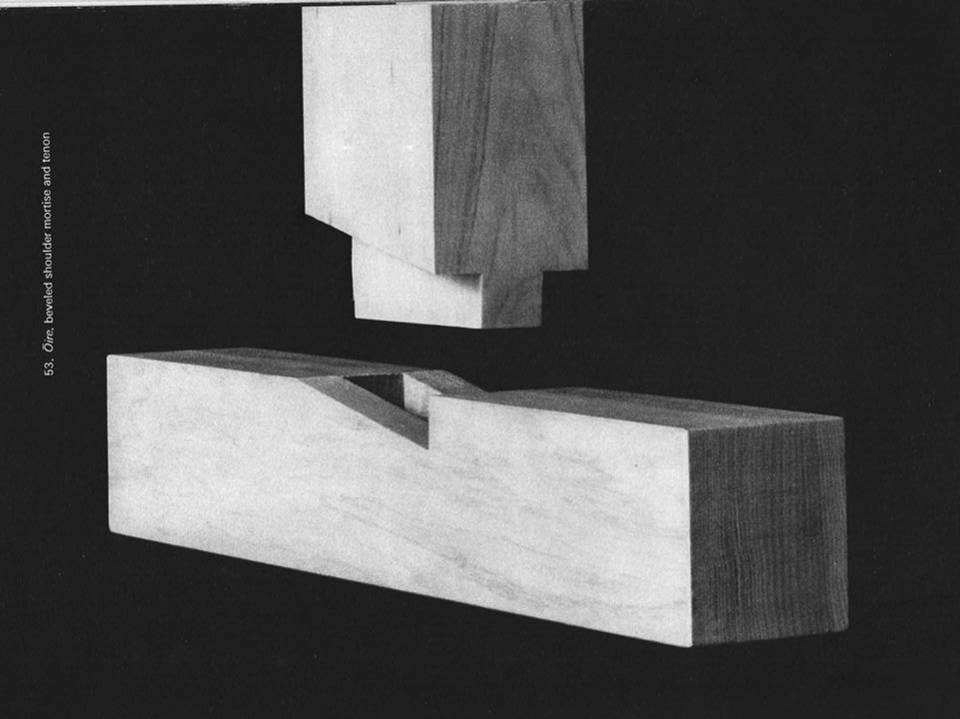 53. Ōire, beveled shoulder mortise and tenon